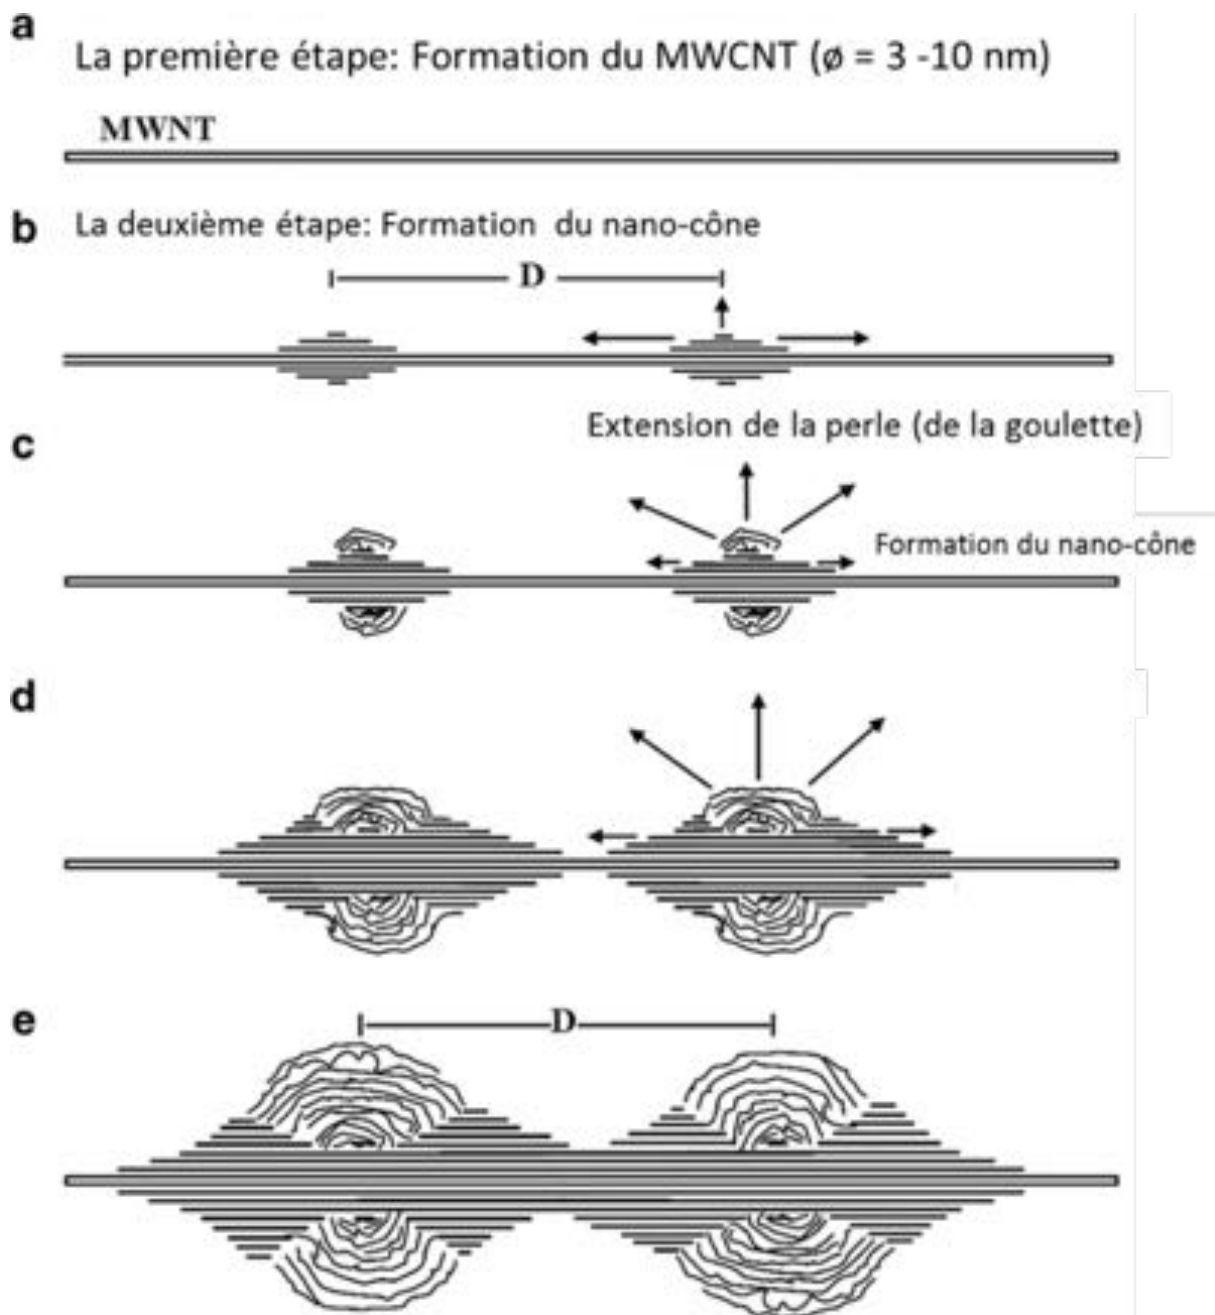 a
La première étape: Formation du MWCNT (ø = 3 -10 nm)
MWNT
b La deuxième étape: Formation du nano-cône
D
Extension de la perle (de la goulette)
c
Formation du nano-cône
d
e
D